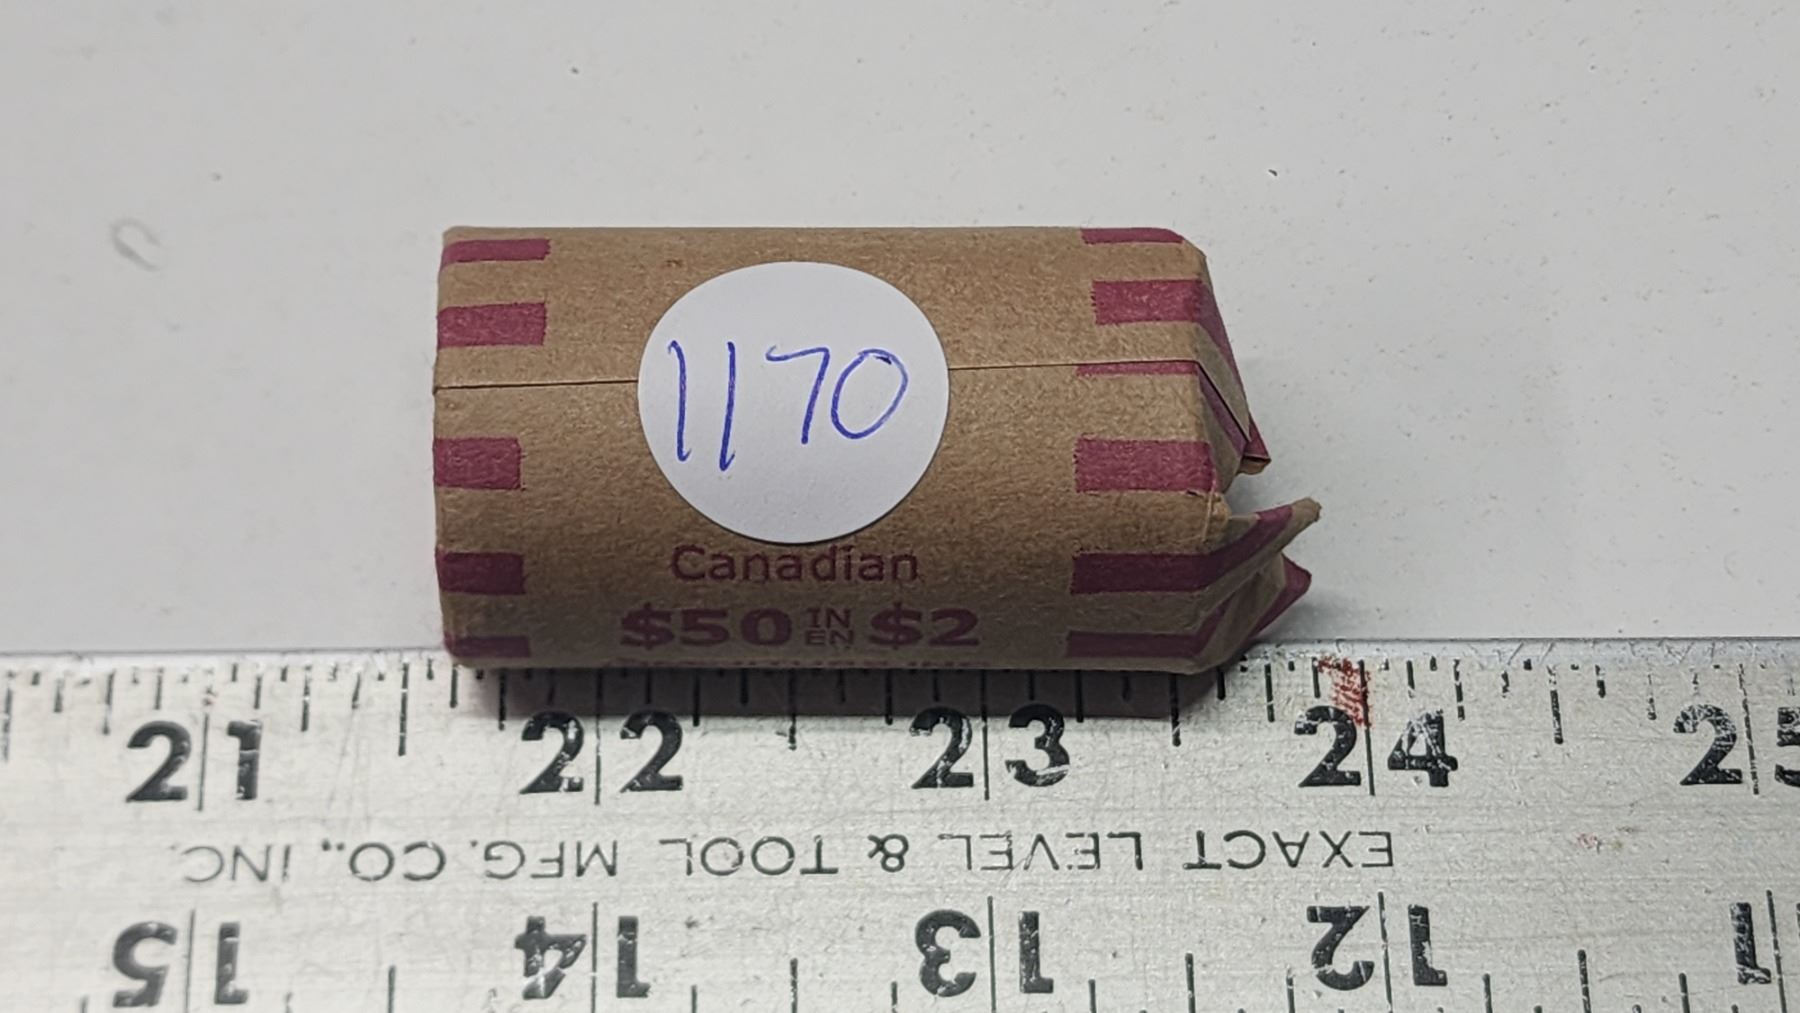 1170
Canadian
$50 IN EN $2
21 22 23 24 25
EXACT LEVEL & TOOL MFG. CO., INC.
12 13 14 15